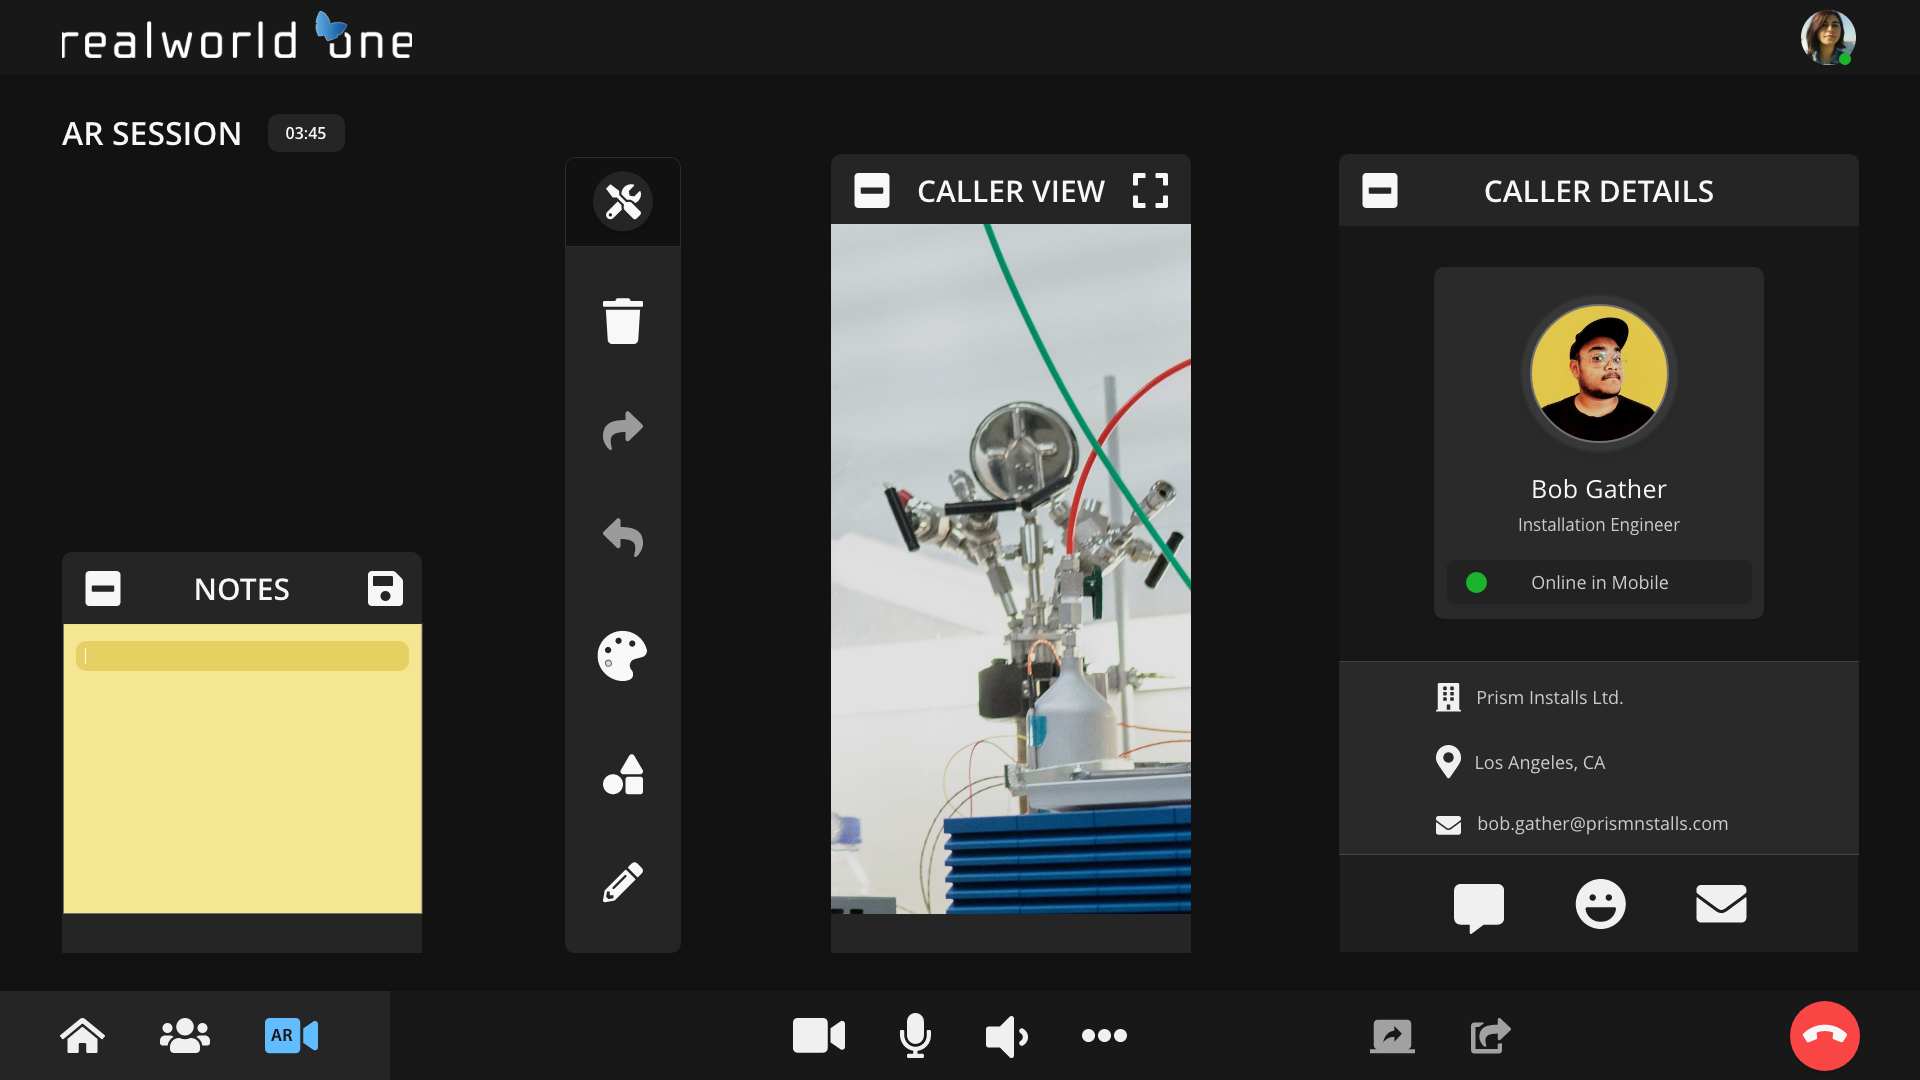 realworld one
AR SESSION
03:45
CALLER VIEW
CALLER DETAILS
Bob Gather
Installation Engineer
Online in Mobile
NOTES
Prism Installs Ltd.
Los Angeles, CA
bob.gather@prismnstalls.com
AR